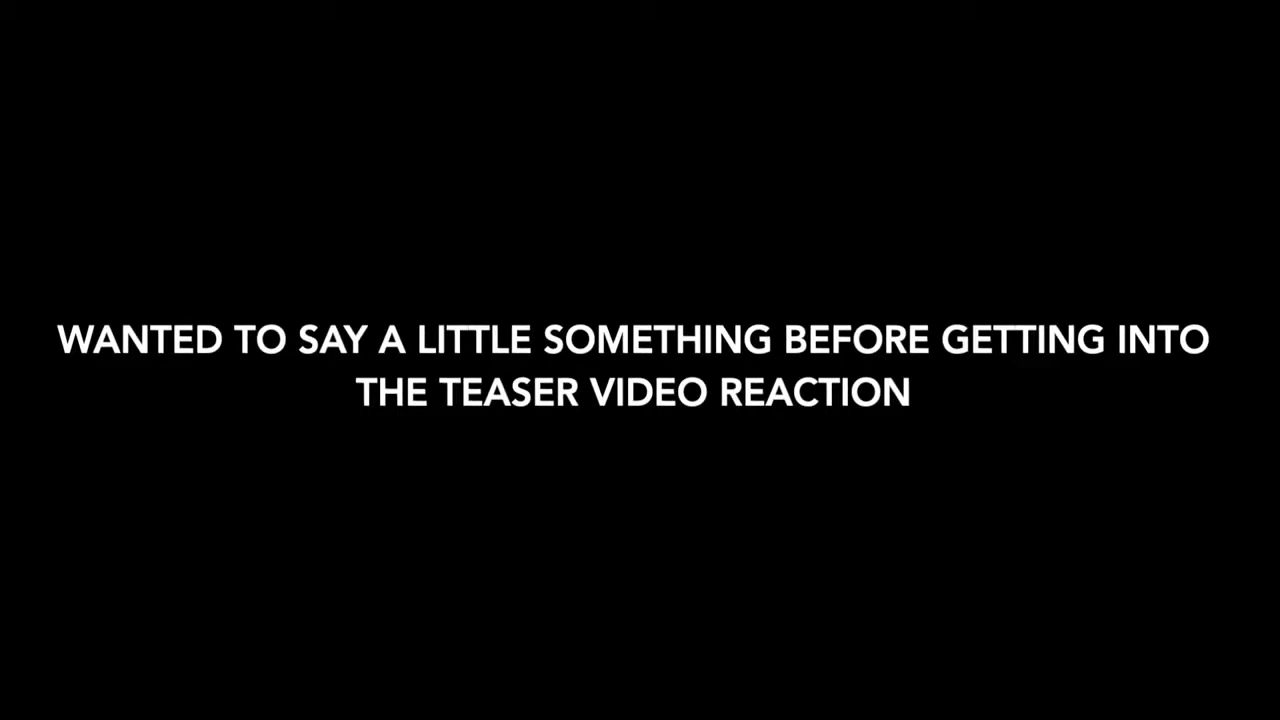 WANTED TO SAY A LITTLE SOMETHING BEFORE GETTING INTO
THE TEASER VIDEO REACTION